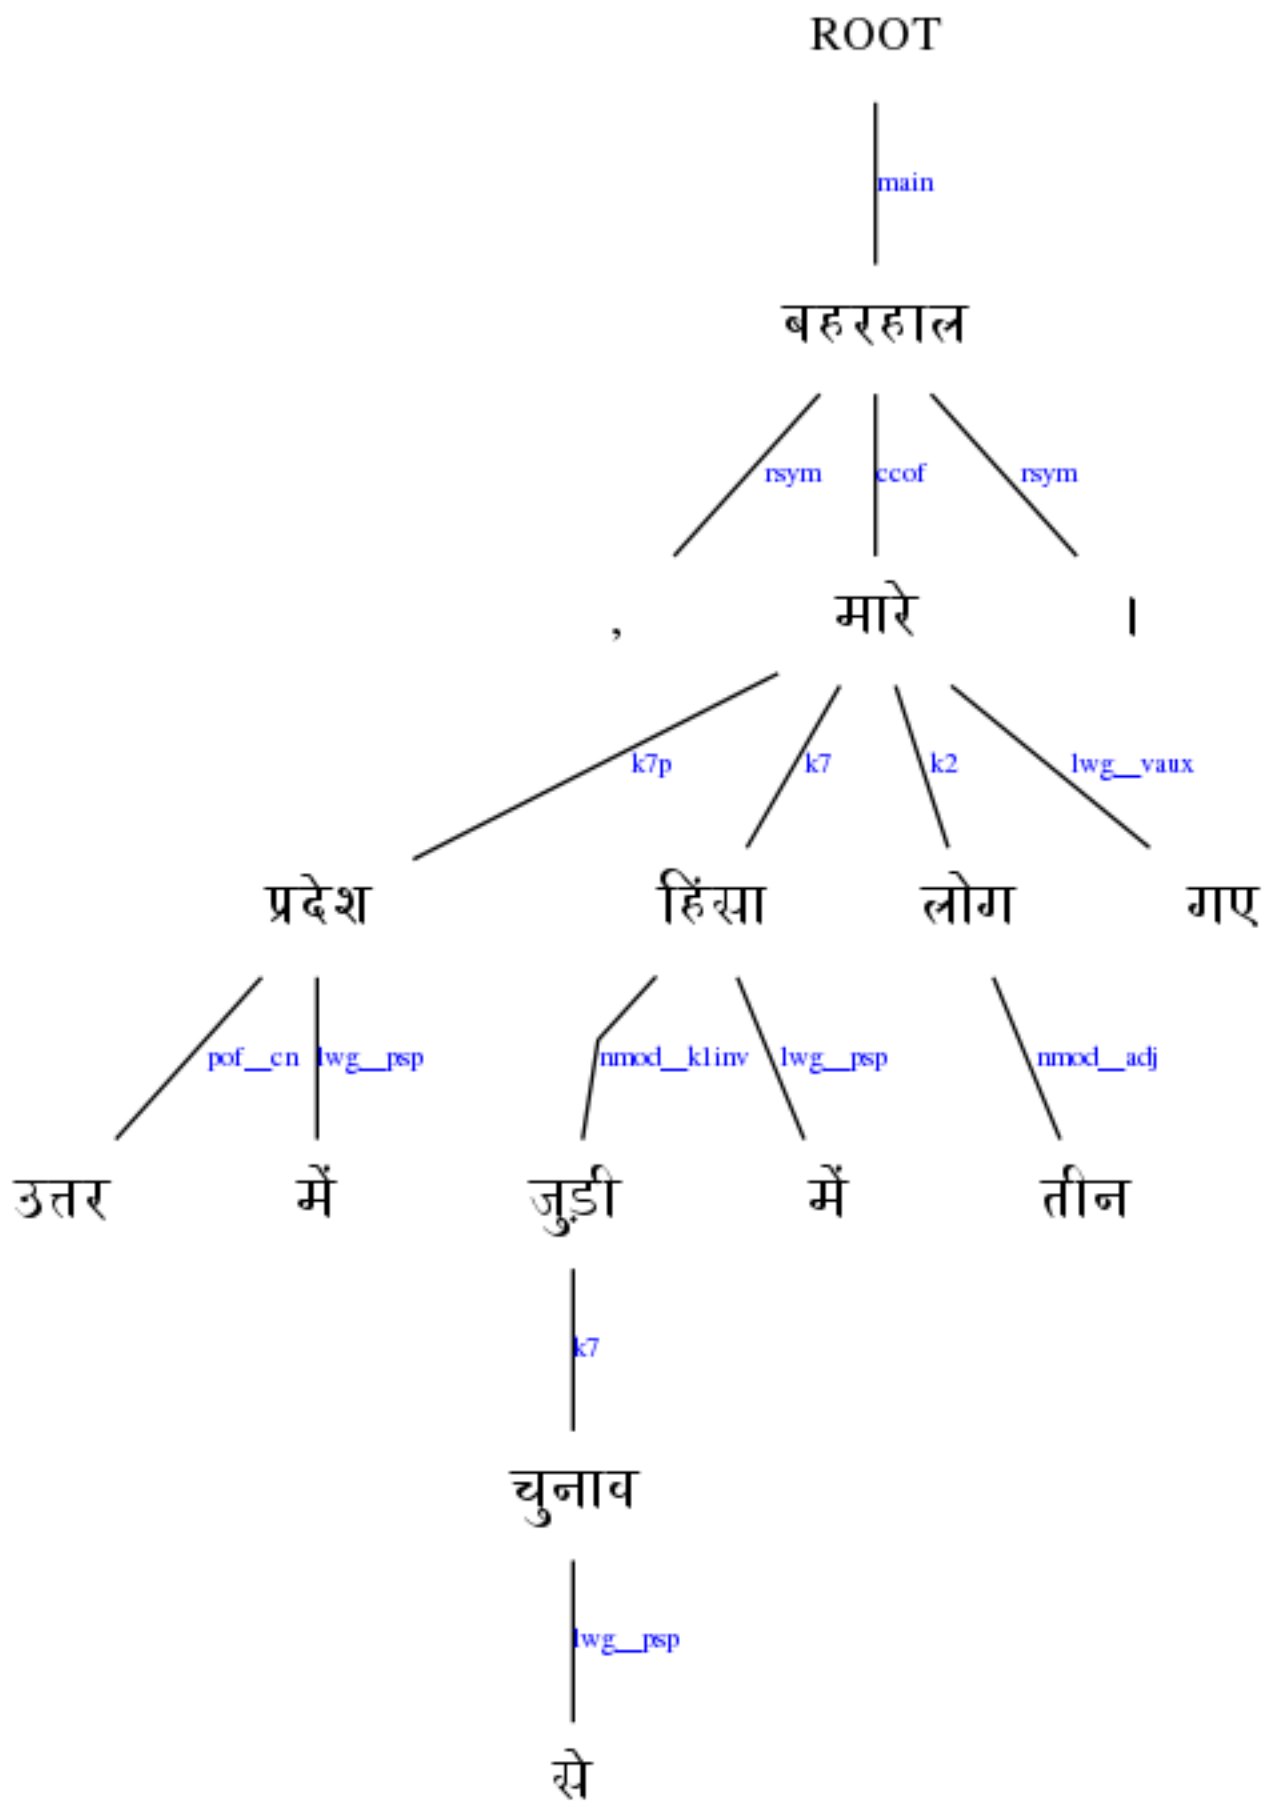 ROOT
main
बहरहाल
rsym ccof rsym
, मारे ।
k7p k7 k2 lwg__vaux
प्रदेश हिंसा लोग गए
pof__cn lwg__psp nmod__k1inv lwg__psp nmod__adj
उत्तर में जुड़ी में तीन
k7
चुनाव
lwg__psp
से